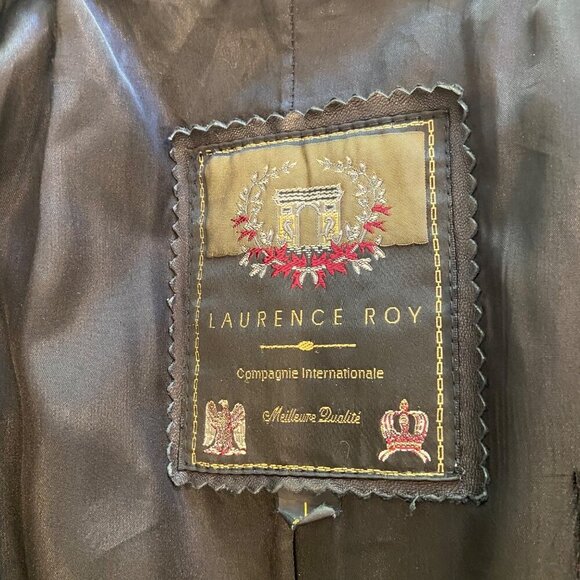 LAURENCE ROY
Compagnie Internationale
Meilleure Qualité